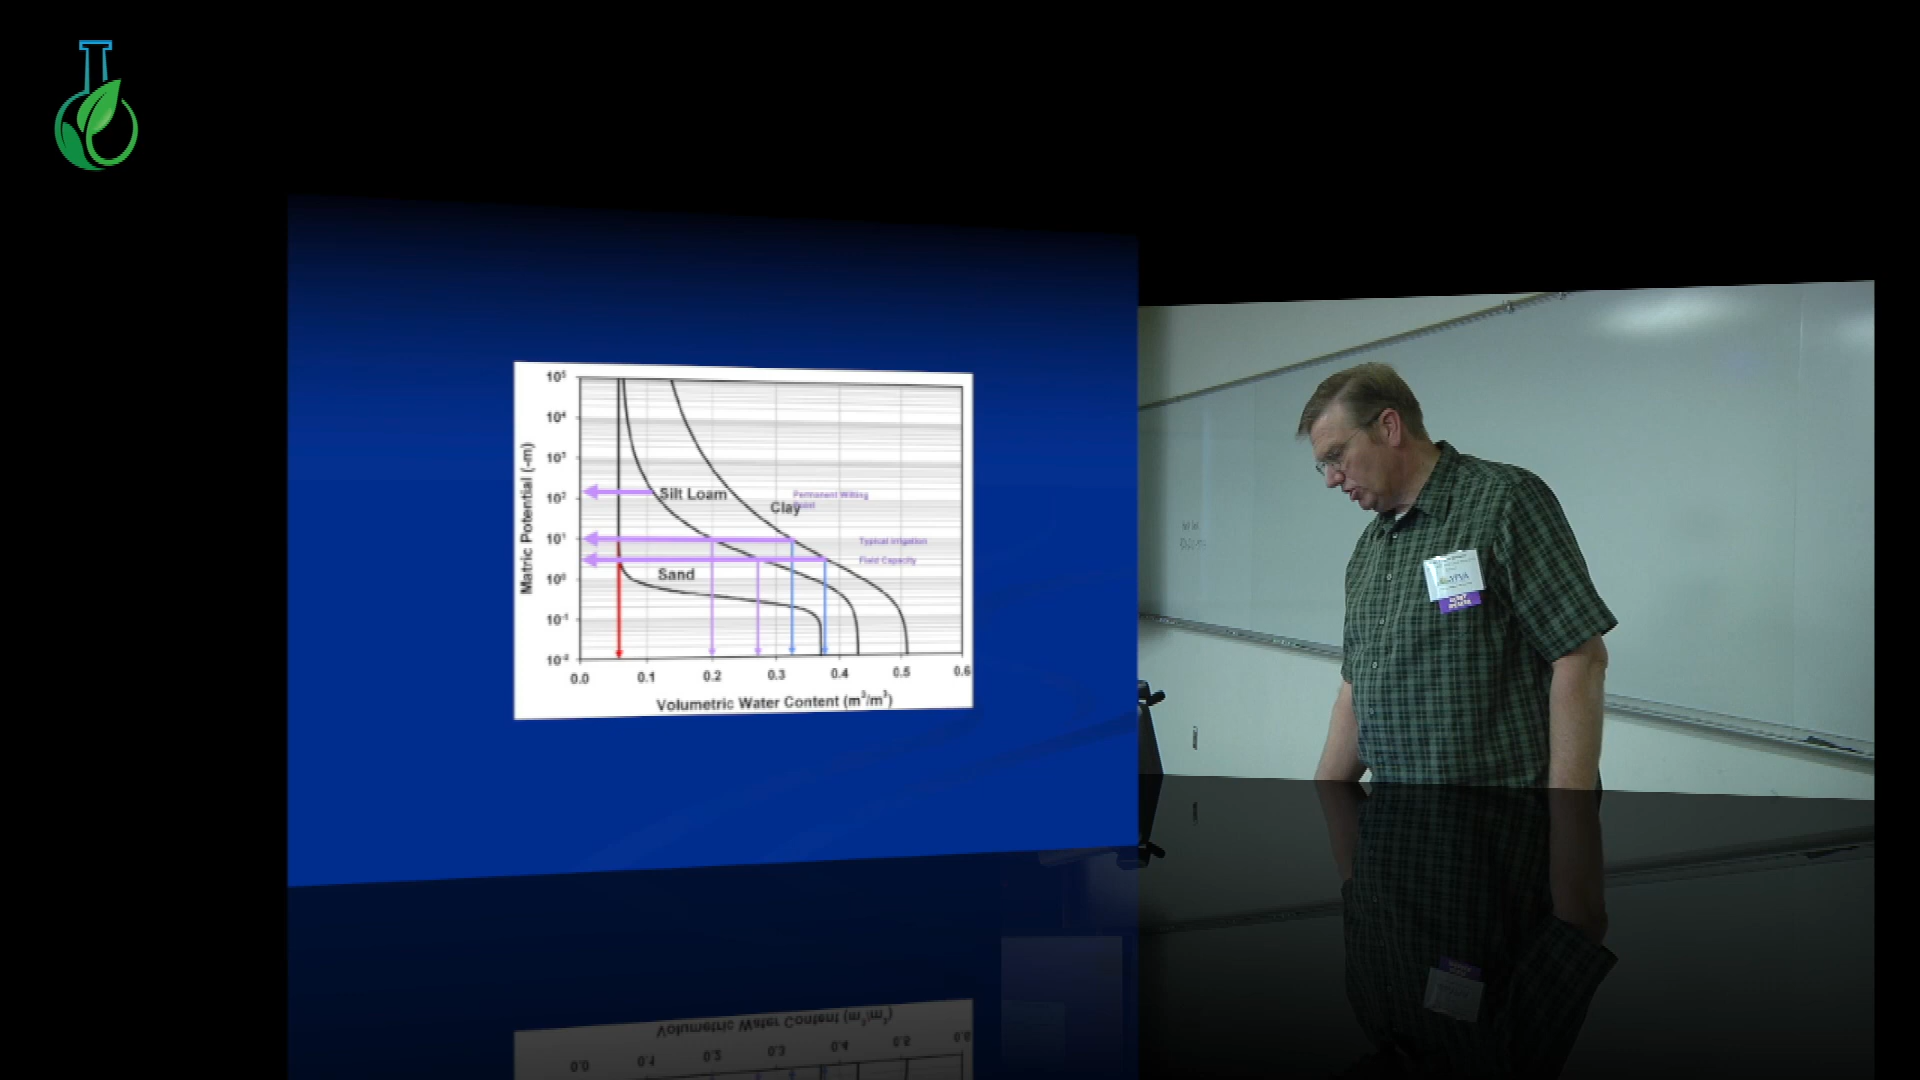 10⁵
10⁴
10³
10²
10¹
10⁰
10⁻¹
10⁻²
Matric Potential (-m)
Silt Loam
Clay
Permanent Wilting
Point
Typical Irrigation
Field Capacity
Sand
0.0 0.1 0.2 0.3 0.4 0.5 0.6
Volumetric Water Content (m³/m³)